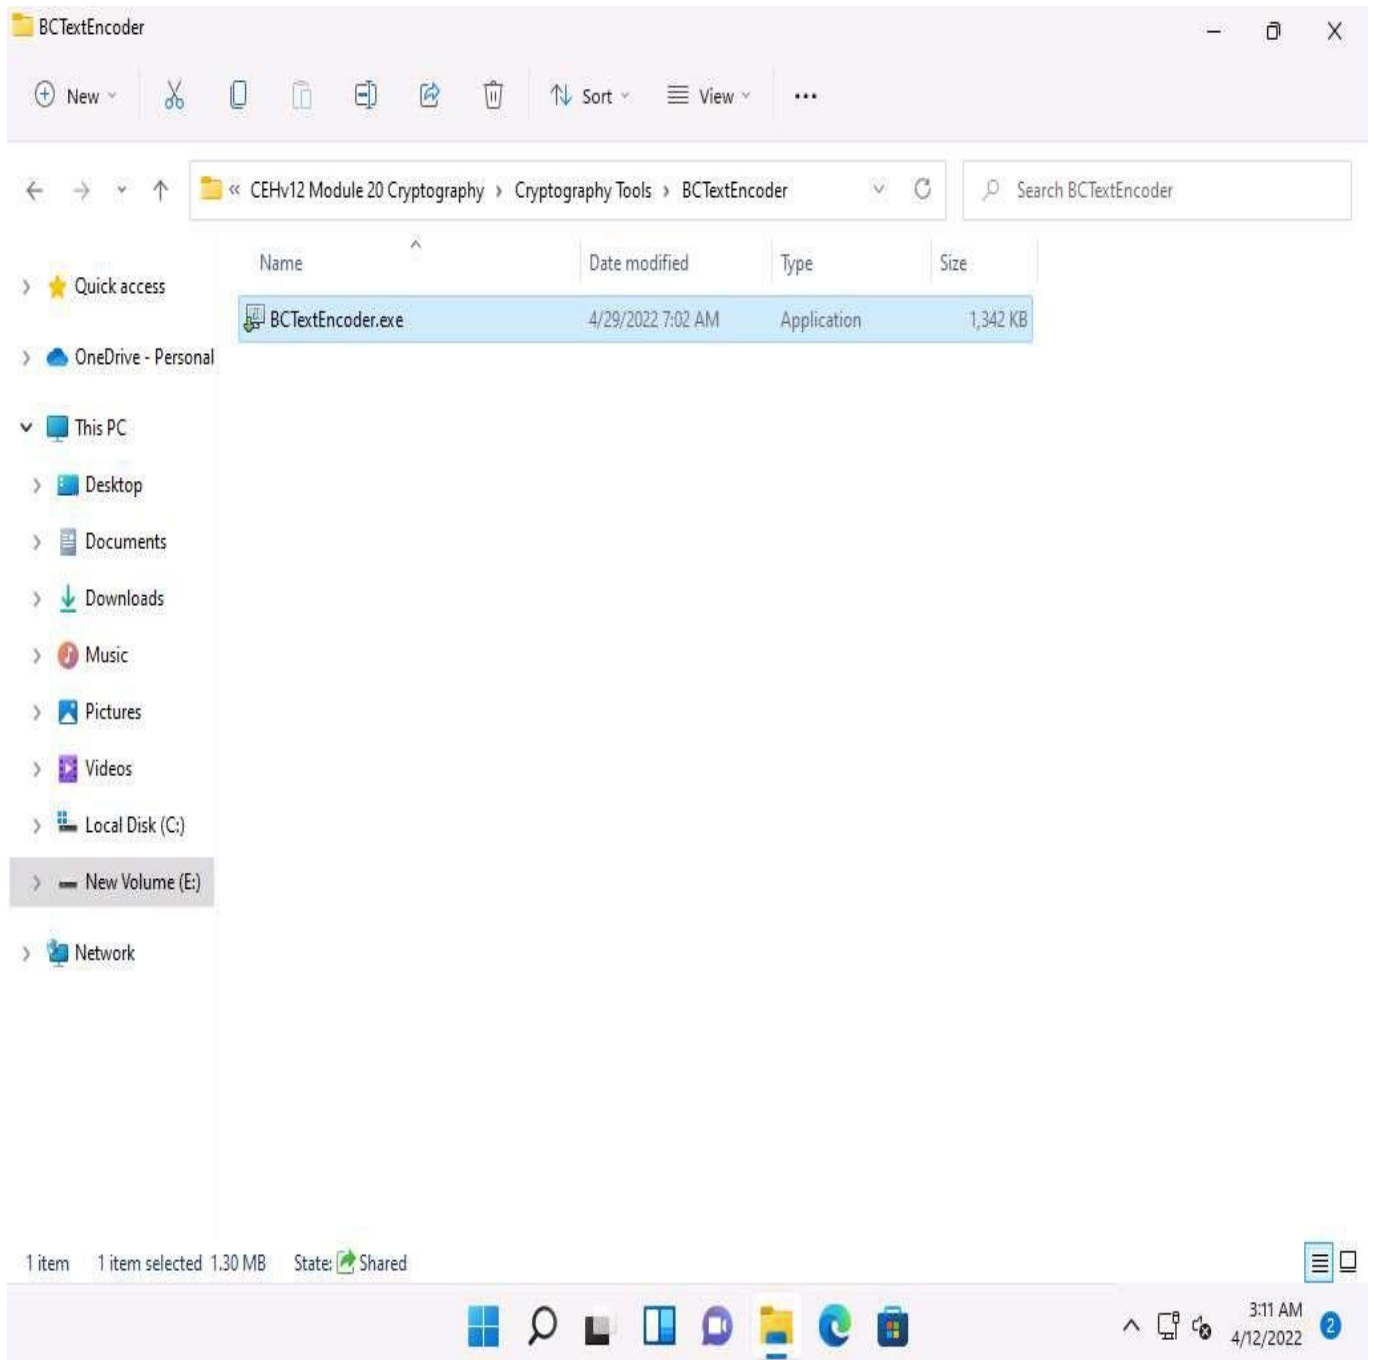 BCTextEncoder
New
Sort
View
« CEHv12 Module 20 Cryptography › Cryptography Tools › BCTextEncoder
Search BCTextEncoder
Name Date modified Type Size
BCTextEncoder.exe 4/29/2022 7:02 AM Application 1,342 KB
Quick access
OneDrive - Personal
This PC
Desktop
Documents
Downloads
Music
Pictures
Videos
Local Disk (C:)
New Volume (E:)
Network
1 item 1 item selected 1.30 MB State: Shared
3:11 AM
4/12/2022
2